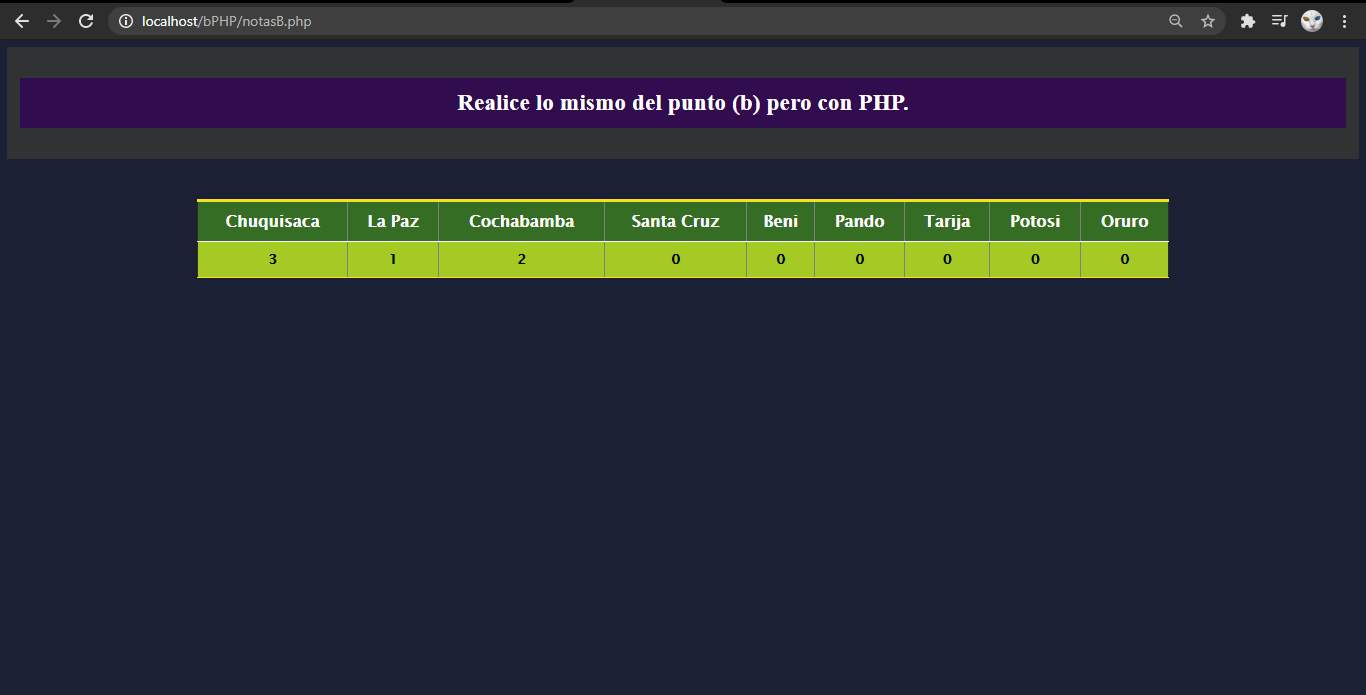 localhost/bPHP/notasB.php
Realice lo mismo del punto (b) pero con PHP.
Chuquisaca La Paz Cochabamba Santa Cruz Beni Pando Tarija Potosi Oruro
3 1 2 0 0 0 0 0 0